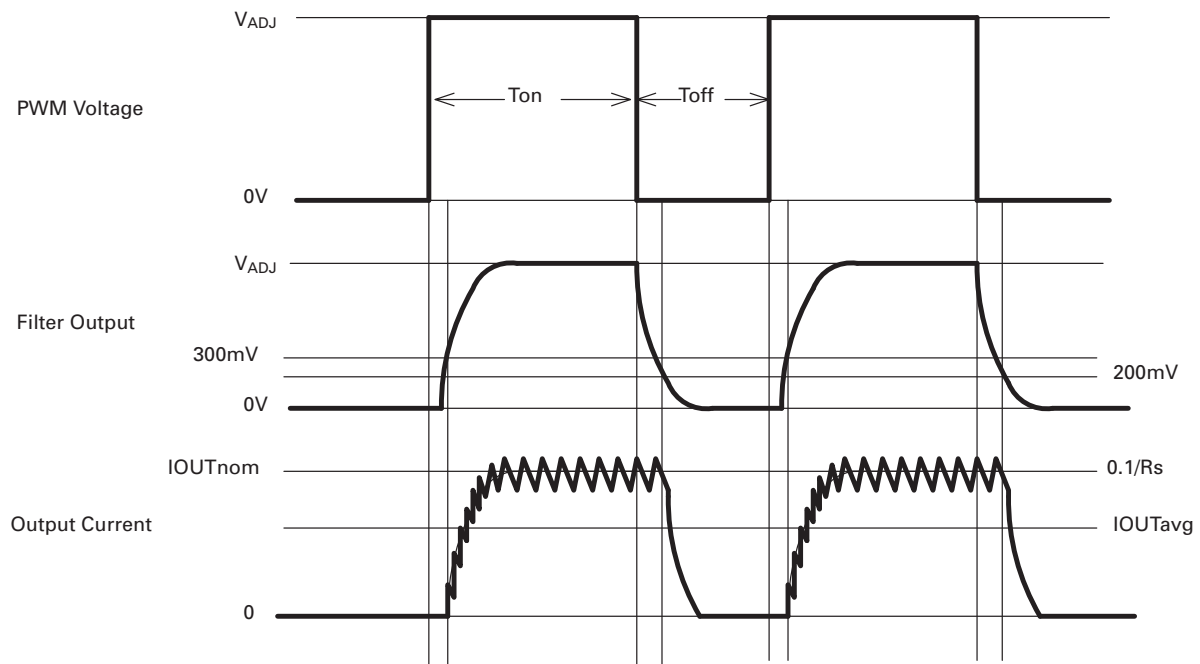 VADJ
PWM Voltage
Ton
Toff
0V
VADJ
Filter Output
300mV
200mV
0V
IOUTnom
0.1/Rs
Output Current
IOUTavg
0